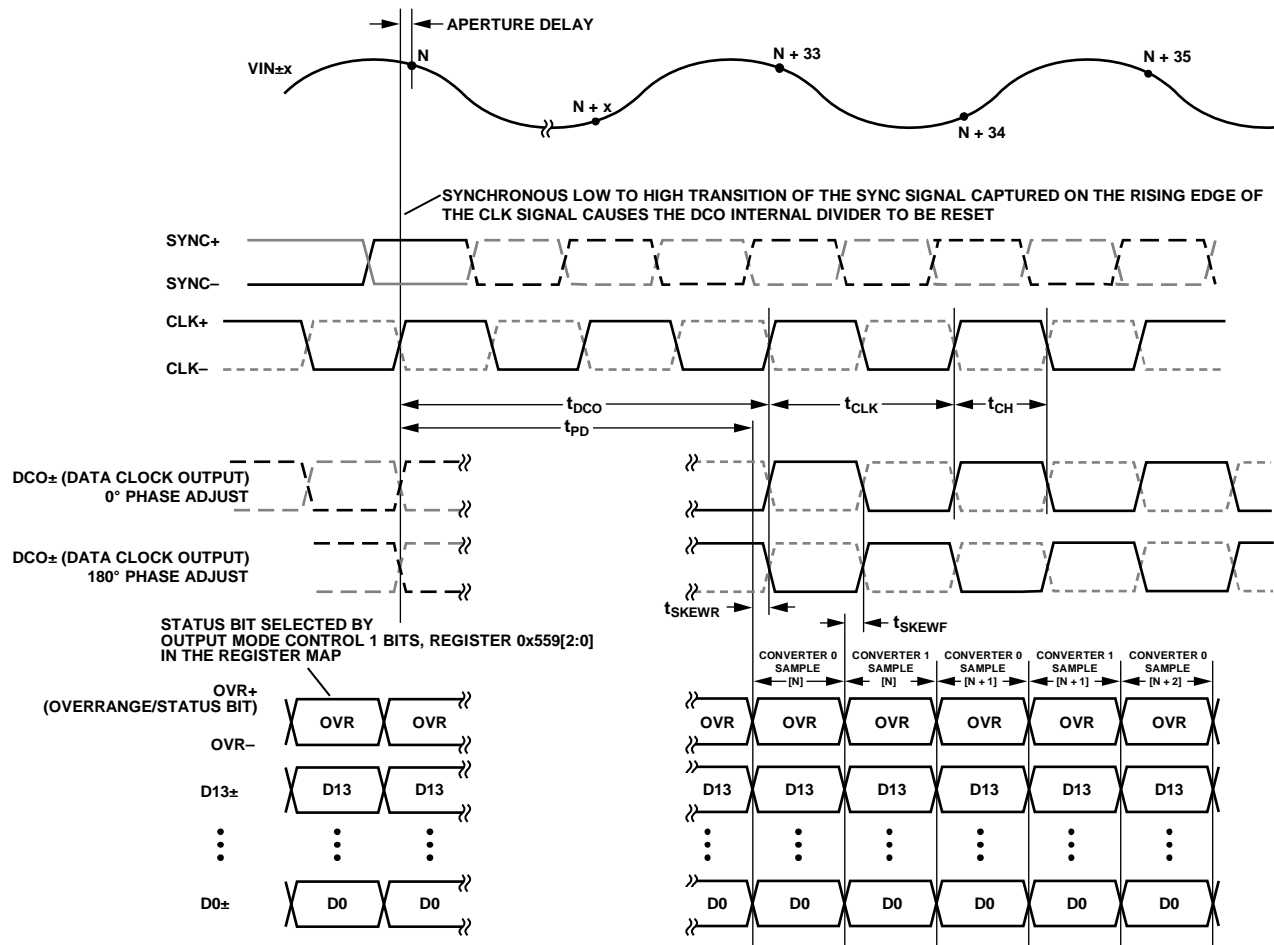 APERTURE DELAY
N
VIN±x
N + x
N + 33
N + 34
N + 35
SYNCHRONOUS LOW TO HIGH TRANSITION OF THE SYNC SIGNAL CAPTURED ON THE RISING EDGE OF
THE CLK SIGNAL CAUSES THE DCO INTERNAL DIVIDER TO BE RESET
SYNC+
SYNC–
CLK+
CLK–
tDCO
tCLK
tCH
tPD
DCO± (DATA CLOCK OUTPUT)
0° PHASE ADJUST
DCO± (DATA CLOCK OUTPUT)
180° PHASE ADJUST
tSKEWR
tSKEWF
STATUS BIT SELECTED BY
OUTPUT MODE CONTROL 1 BITS, REGISTER 0x559[2:0]
IN THE REGISTER MAP
CONVERTER 0
SAMPLE
[N]
CONVERTER 1
SAMPLE
[N]
CONVERTER 0
SAMPLE
[N + 1]
CONVERTER 1
SAMPLE
[N + 1]
CONVERTER 0
SAMPLE
[N + 2]
OVR+
(OVERRANGE/STATUS BIT)
OVR–
OVR OVR OVR OVR OVR OVR OVR OVR
D13± D13 D13 D13 D13 D13 D13 D13 D13
D0± D0 D0 D0 D0 D0 D0 D0 D0